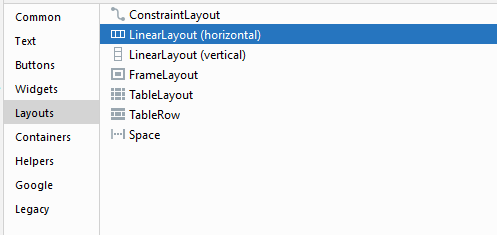 Common
Text
Buttons
Widgets
Layouts
Containers
Helpers
Google
Legacy
ConstraintLayout
LinearLayout (horizontal)
LinearLayout (vertical)
FrameLayout
TableLayout
TableRow
Space